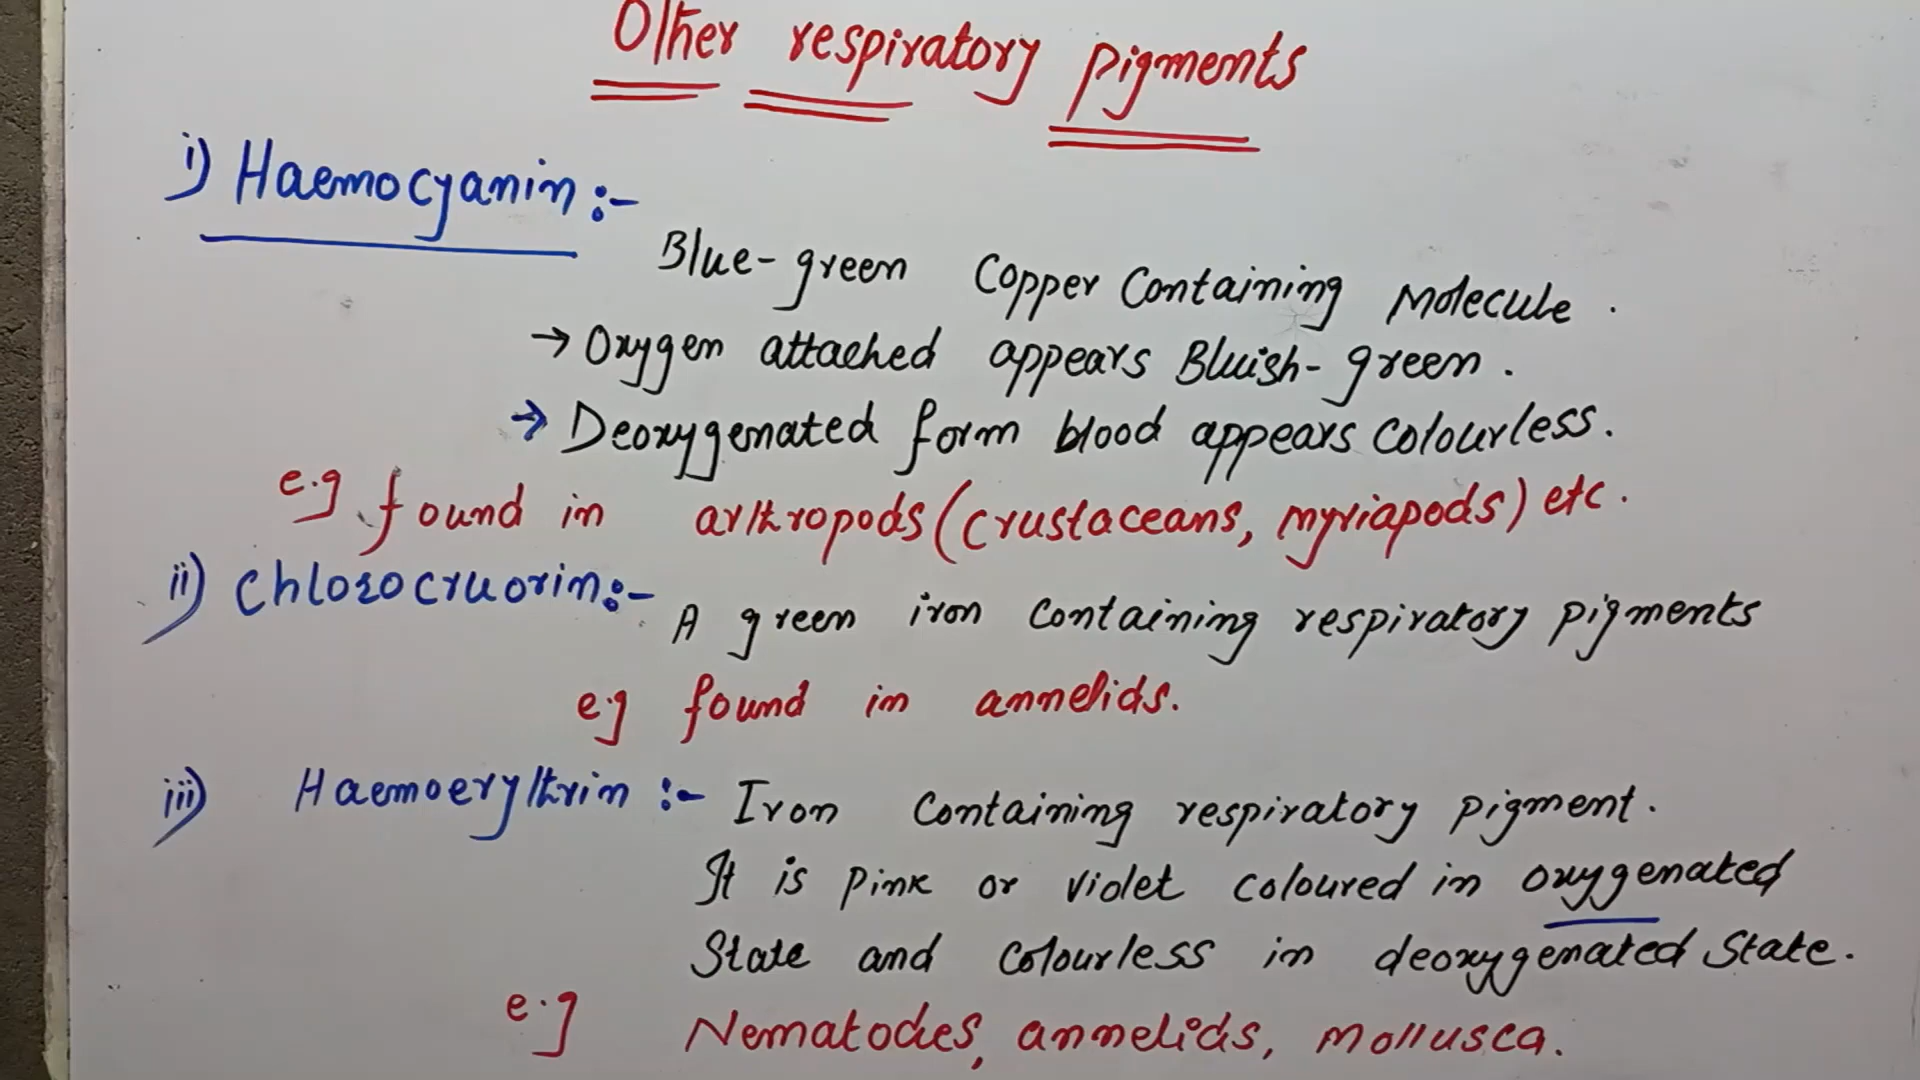 Other respiratory pigments
i) Haemocyanin :-
Blue-green Copper Containing Molecule .
→ Oxygen attached appears Bluish-green .
→ Deoxygenated form blood appears Colourless .
e.g found in arthropods (crustaceans, myriapods) etc .
ii) Chlorocruorin :- A green iron containing respiratory pigments
e.g found in annelids.
iii) Haemoerythrin :- Iron Containing respiratory pigment .
It is Pink or violet coloured in oxygenated
State and Colourless in deoxygenated State .
e.g Nematodes, annelids, Mollusca .